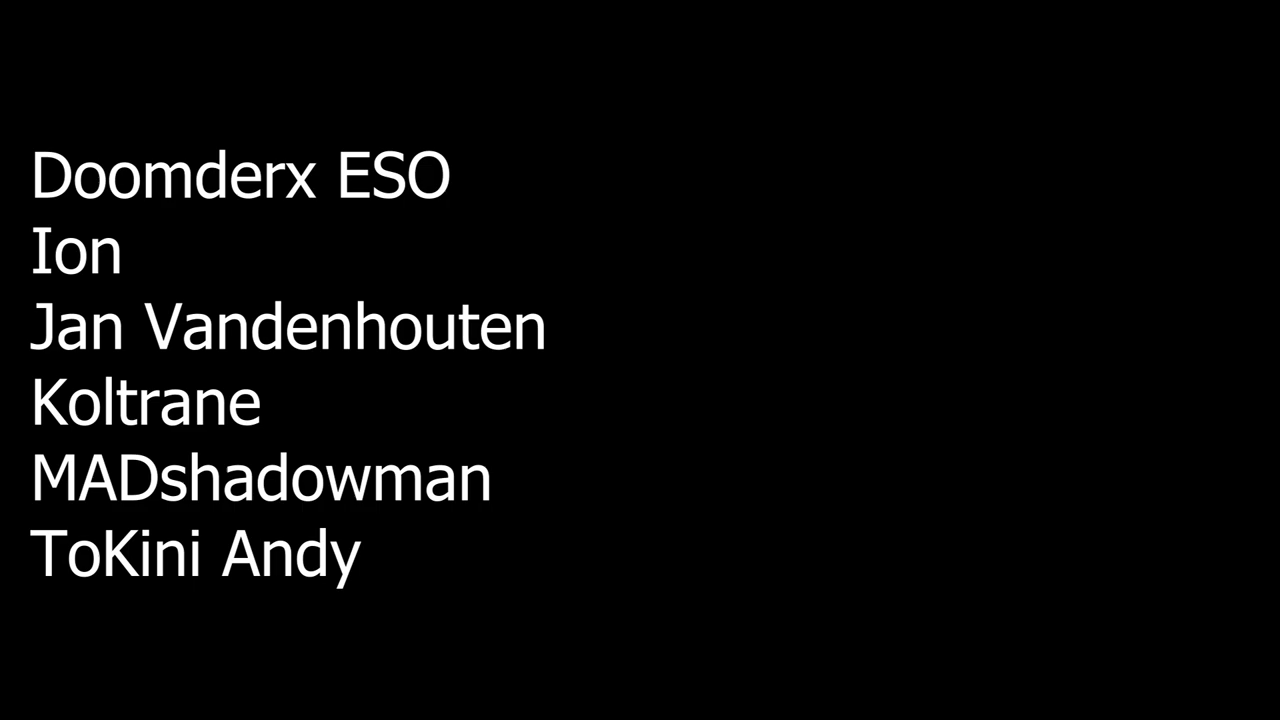 Doomderx ESO
Ion
Jan Vandenhouten
Koltrane
MADshadowman
ToKini Andy